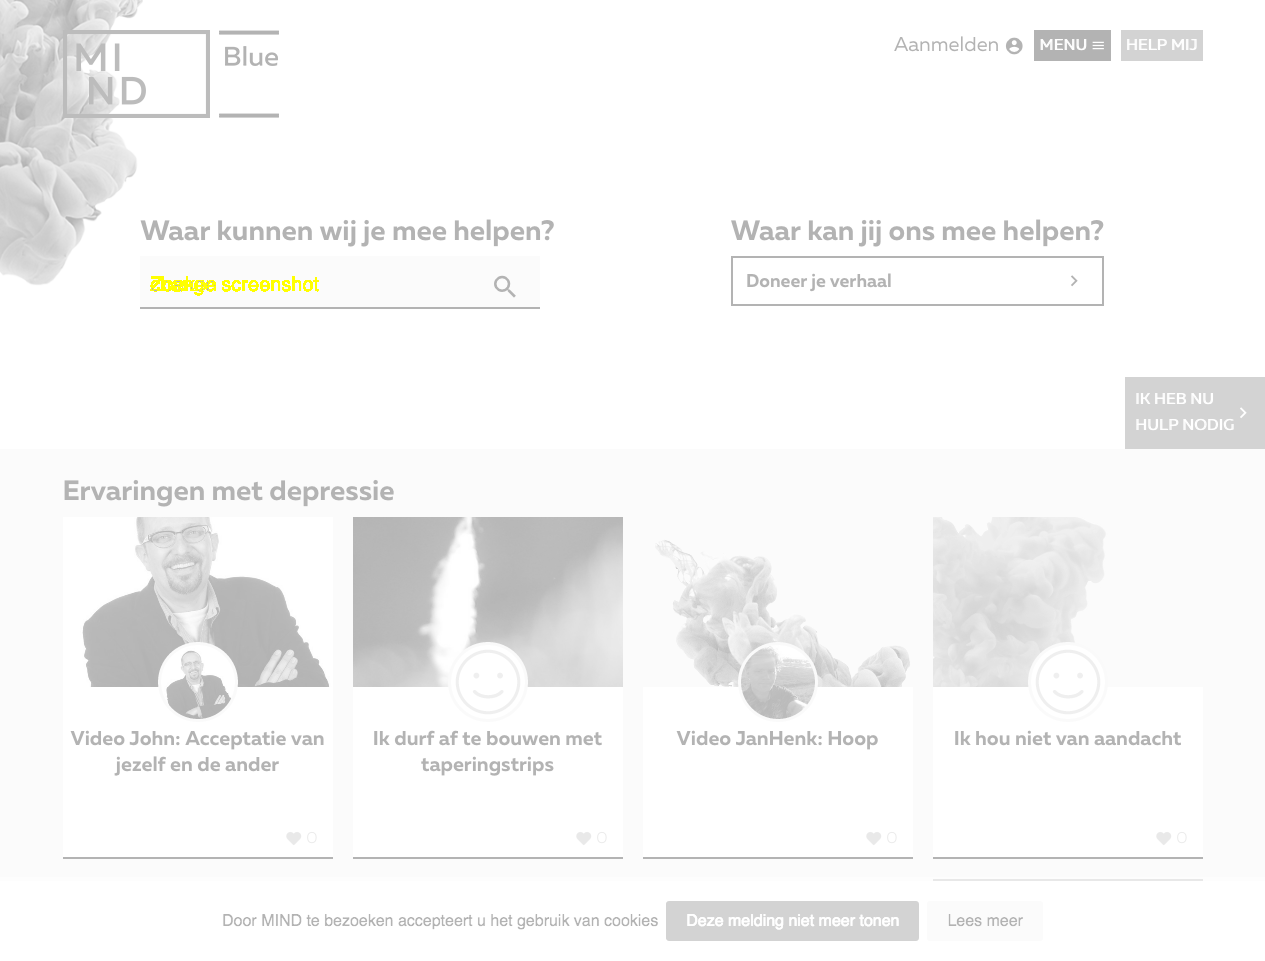 MIND
Blue
Aanmelden
MENU
HELP MIJ
Waar kunnen wij je mee helpen?
Waar kan jij ons mee helpen?
screenshot
Doneer je verhaal
IK HEB NU
HULP NODIG
Ervaringen met depressie
Video John: Acceptatie van
jezelf en de ander
Ik durf af te bouwen met
taperingstrips
Video JanHenk: Hoop
Ik hou niet van aandacht
0
0
0
0
Door MIND te bezoeken accepteert u het gebruik van cookies
Deze melding niet meer tonen
Lees meer